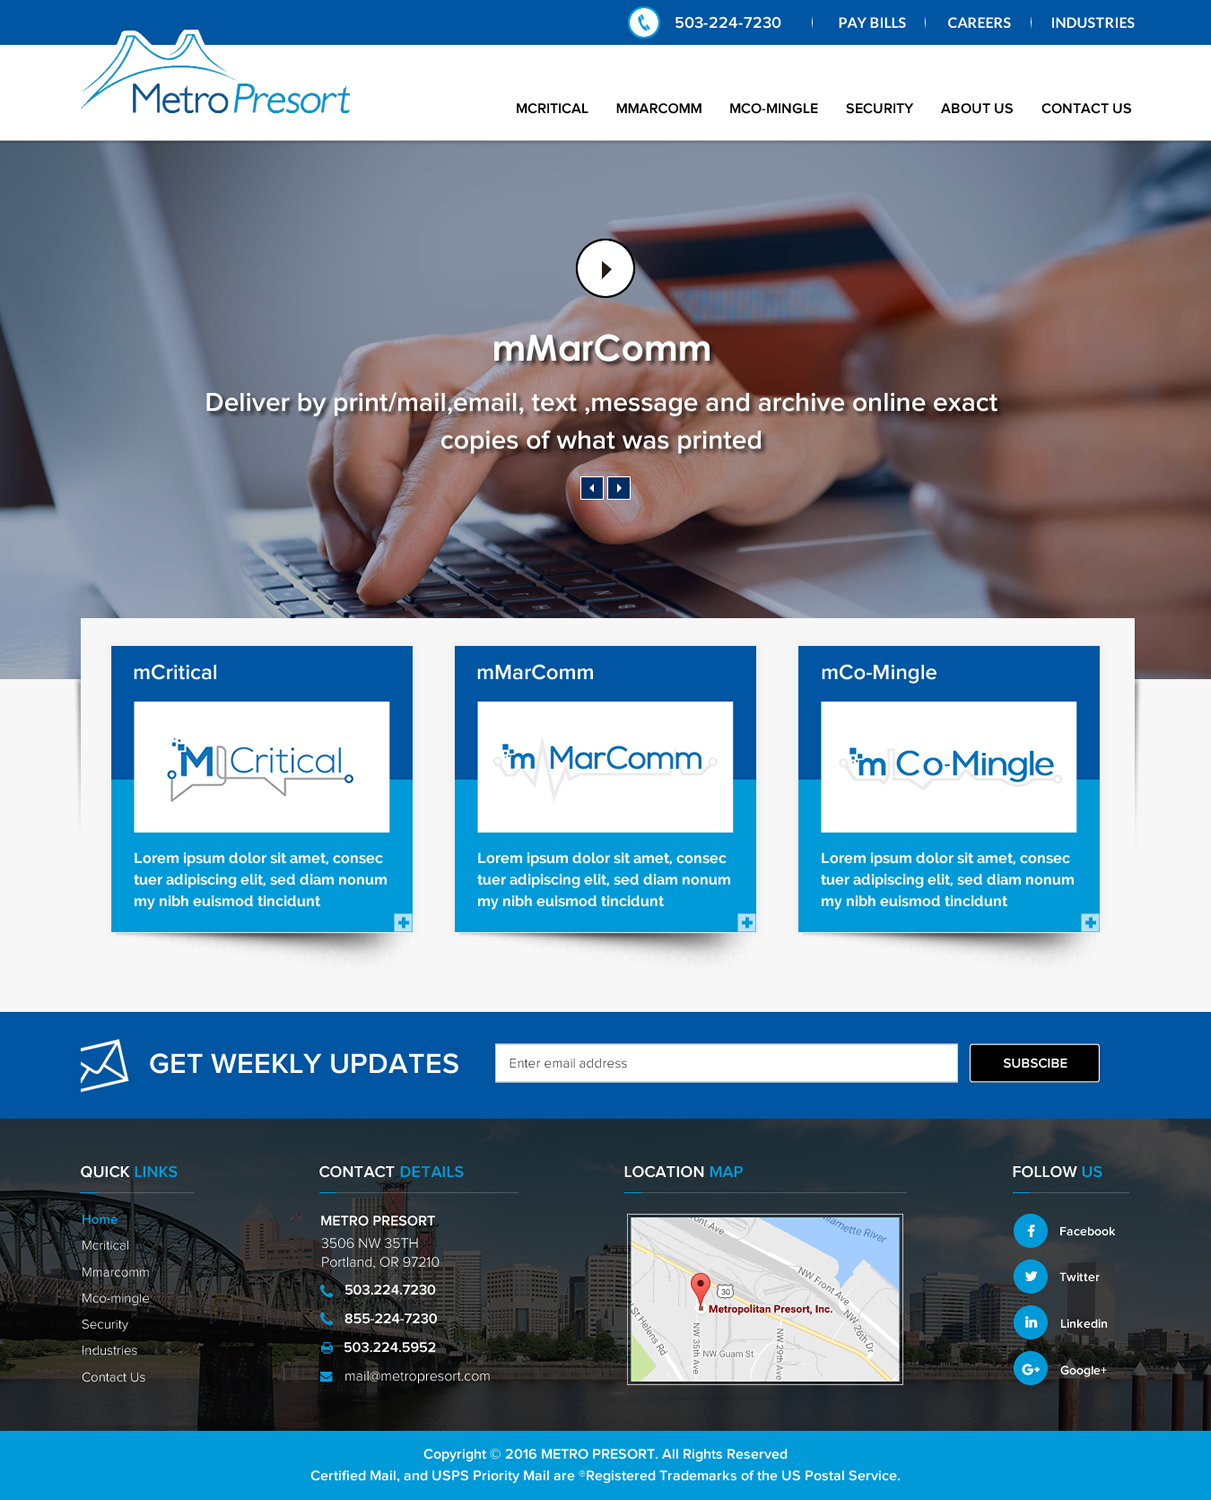 503-224-7230
PAY BILLS
CAREERS
INDUSTRIES
Metro Presort
MCRITICAL
MMARCOMM
MCO-MINGLE
SECURITY
ABOUT US
CONTACT US
mMarComm
Deliver by print/mail,email, text ,message and archive online exact
copies of what was printed
mCritical
mMarComm
mCo-Mingle
M Critical
m MarComm
m Co-Mingle
Lorem ipsum dolor sit amet, consec
tuer adipiscing elit, sed diam nonum
my nibh euismod tincidunt
Lorem ipsum dolor sit amet, consec
tuer adipiscing elit, sed diam nonum
my nibh euismod tincidunt
Lorem ipsum dolor sit amet, consec
tuer adipiscing elit, sed diam nonum
my nibh euismod tincidunt
GET WEEKLY UPDATES
Enter email address
SUBSCIBE
QUICK LINKS
Home
Mcritical
Mmarcomm
Mco-mingle
Security
Industries
Contact Us
CONTACT DETAILS
METRO PRESORT
3506 NW 35TH
Portland, OR 97210
503.224.7230
855-224-7230
503.224.5952
mail@metropresort.com
LOCATION MAP
ont Ave
lamette River
NW Front Ave
30
Metropolitan Presort, Inc.
St Helens Rd
NW 35th Ave
NW Guam St
NW 29th Ave
NW 26th Dr
FOLLOW US
Facebook
Twitter
Linkedin
Google+
Copyright © 2016 METRO PRESORT. All Rights Reserved
Certified Mail, and USPS Priority Mail are ®Registered Trademarks of the US Postal Service.